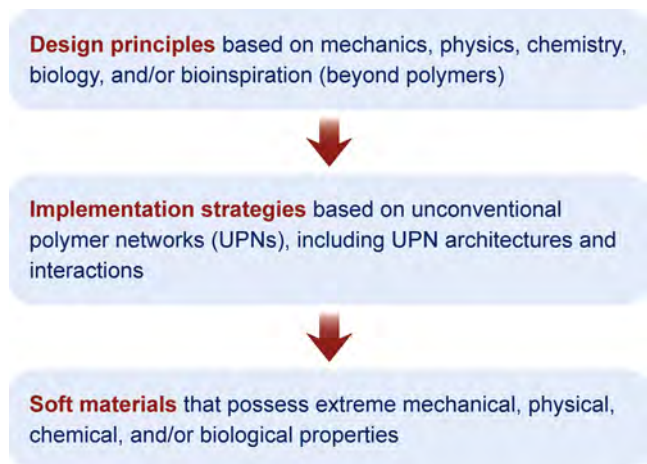 Design principles based on mechanics, physics, chemistry,
biology, and/or bioinspiration (beyond polymers)
Implementation strategies based on unconventional
polymer networks (UPNs), including UPN architectures and
interactions
Soft materials that possess extreme mechanical, physical,
chemical, and/or biological properties